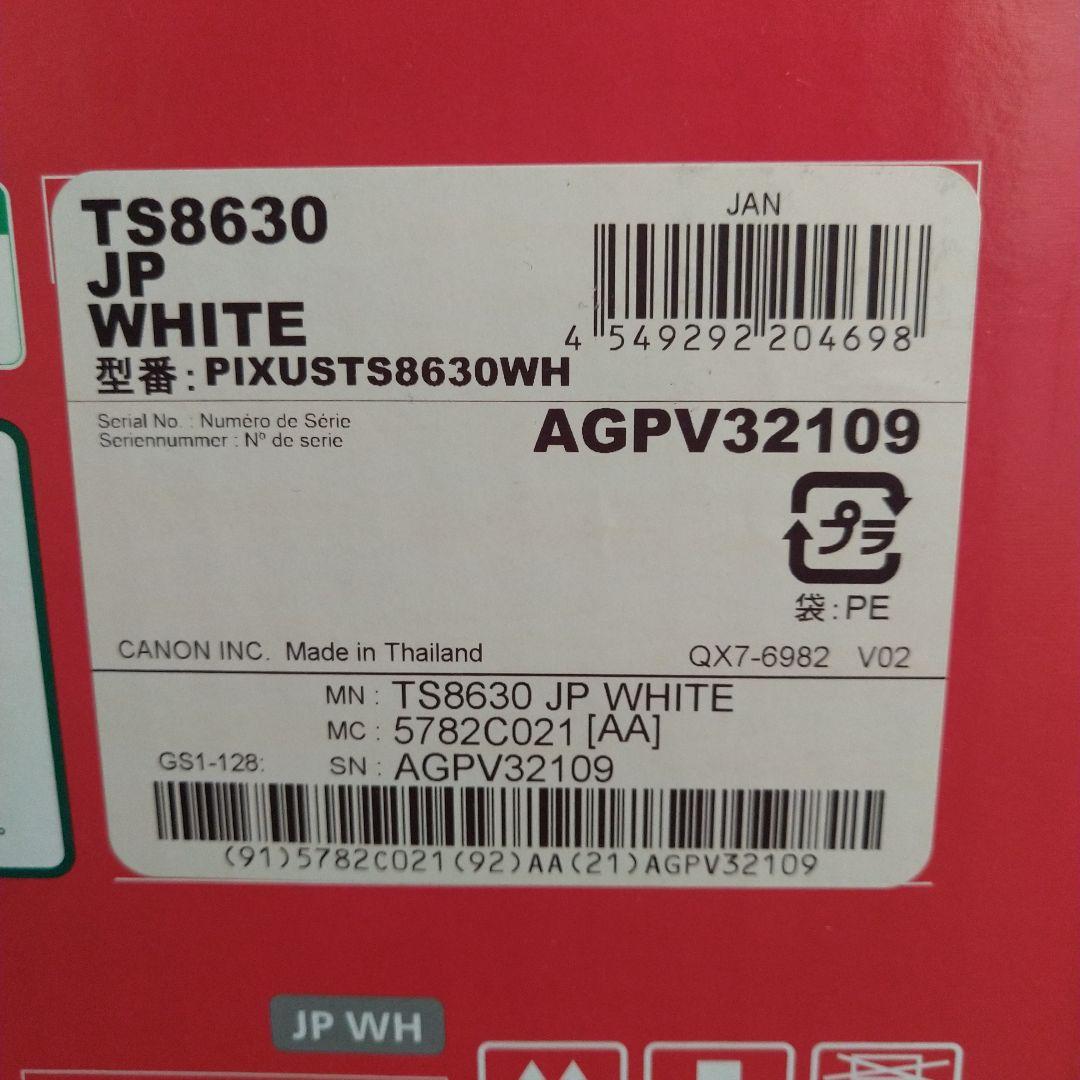 TS8630
JP
WHITE
型番:PIXUSTS8630WH
JAN
4 549292 204698
Serial No. : Numéro de Série
Seriennummer : Nº de serie
AGPV32109
プラ
袋:PE
CANON INC. Made in Thailand
QX7-6982 V02
MN : TS8630 JP WHITE
MC : 5782C021 [AA]
GS1-128: SN : AGPV32109
(91)5782C021(92)AA(21)AGPV32109
JP WH